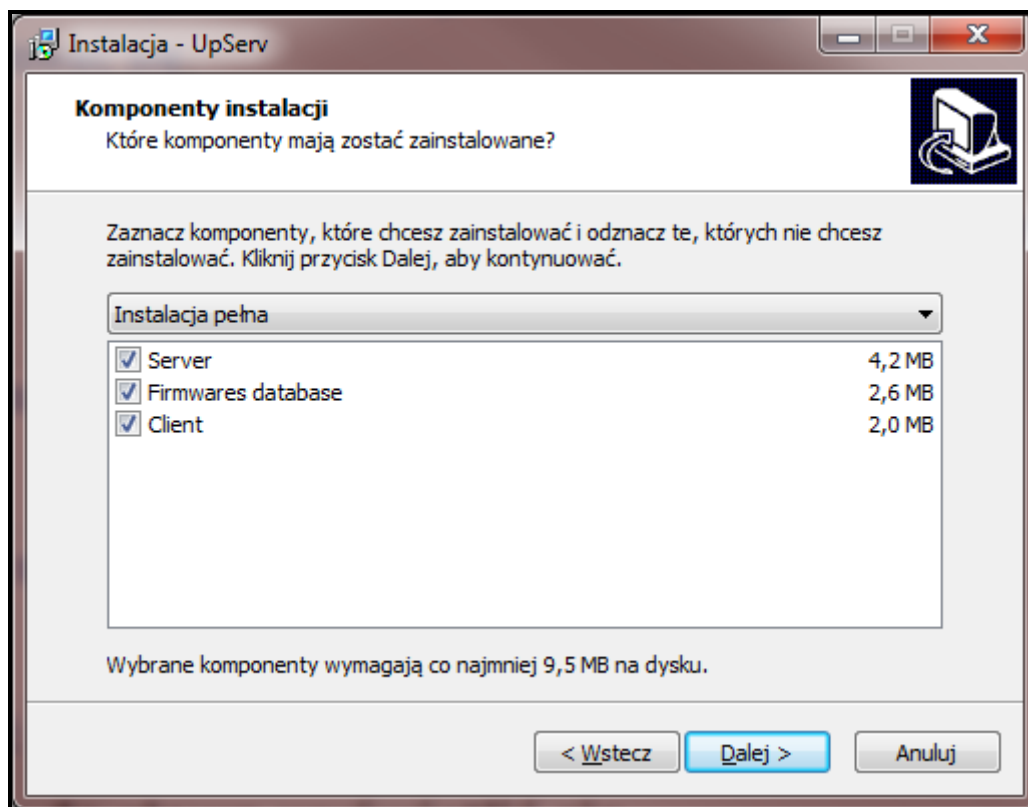 Instalacja - UpServ
Komponenty instalacji
Które komponenty mają zostać zainstalowane?
Zaznacz komponenty, które chcesz zainstalować i odznacz te, których nie chcesz
zainstalować. Kliknij przycisk Dalej, aby kontynuować.
Instalacja pełna
Server 4,2 MB
Firmwares database 2,6 MB
Client 2,0 MB
Wybrane komponenty wymagają co najmniej 9,5 MB na dysku.
< Wstecz Dalej > Anuluj